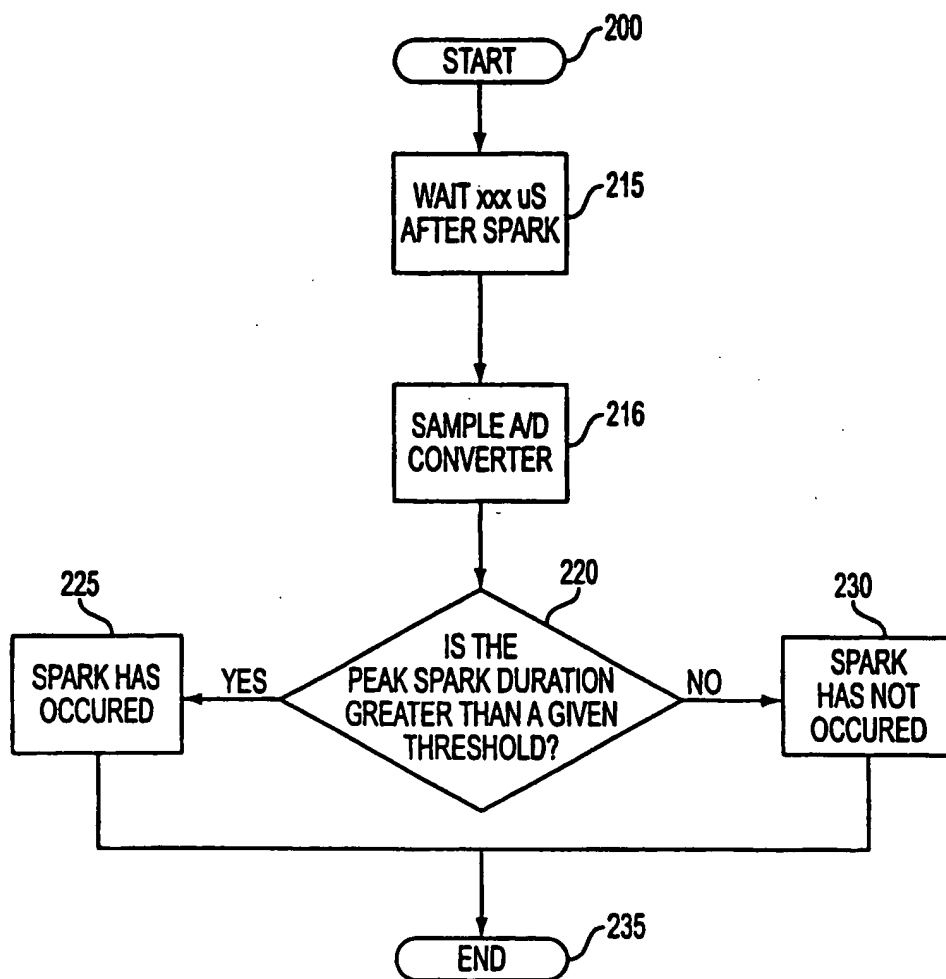 200
START
WAIT xxx uS
AFTER SPARK
215
SAMPLE A/D
CONVERTER
216
220
225
230
IS THE
PEAK SPARK DURATION
GREATER THAN A GIVEN
THRESHOLD?
YES
NO
SPARK HAS
OCCURED
SPARK
HAS NOT
OCCURED
END
235